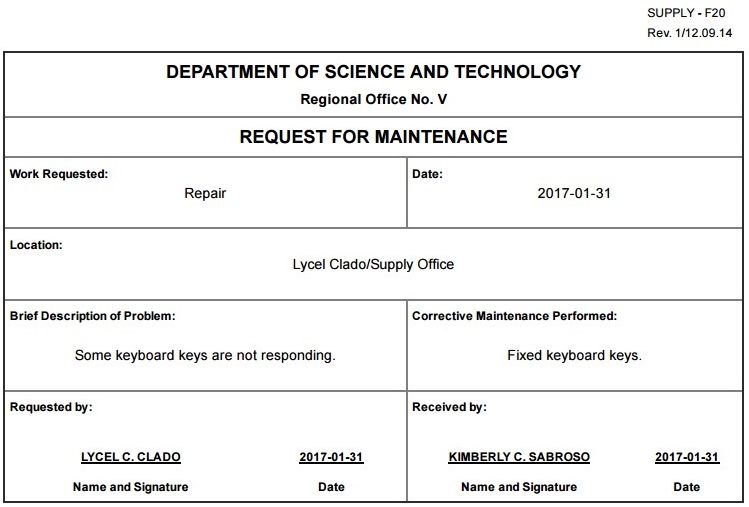 SUPPLY - F20
Rev. 1/12.09.14
DEPARTMENT OF SCIENCE AND TECHNOLOGY
Regional Office No. V
REQUEST FOR MAINTENANCE
Work Requested:
Repair
Date:
2017-01-31
Location:
Lycel Clado/Supply Office
Brief Description of Problem:
Some keyboard keys are not responding.
Corrective Maintenance Performed:
Fixed keyboard keys.
Requested by:
LYCEL C. CLADO 2017-01-31
Name and Signature Date
Received by:
KIMBERLY C. SABROSO 2017-01-31
Name and Signature Date